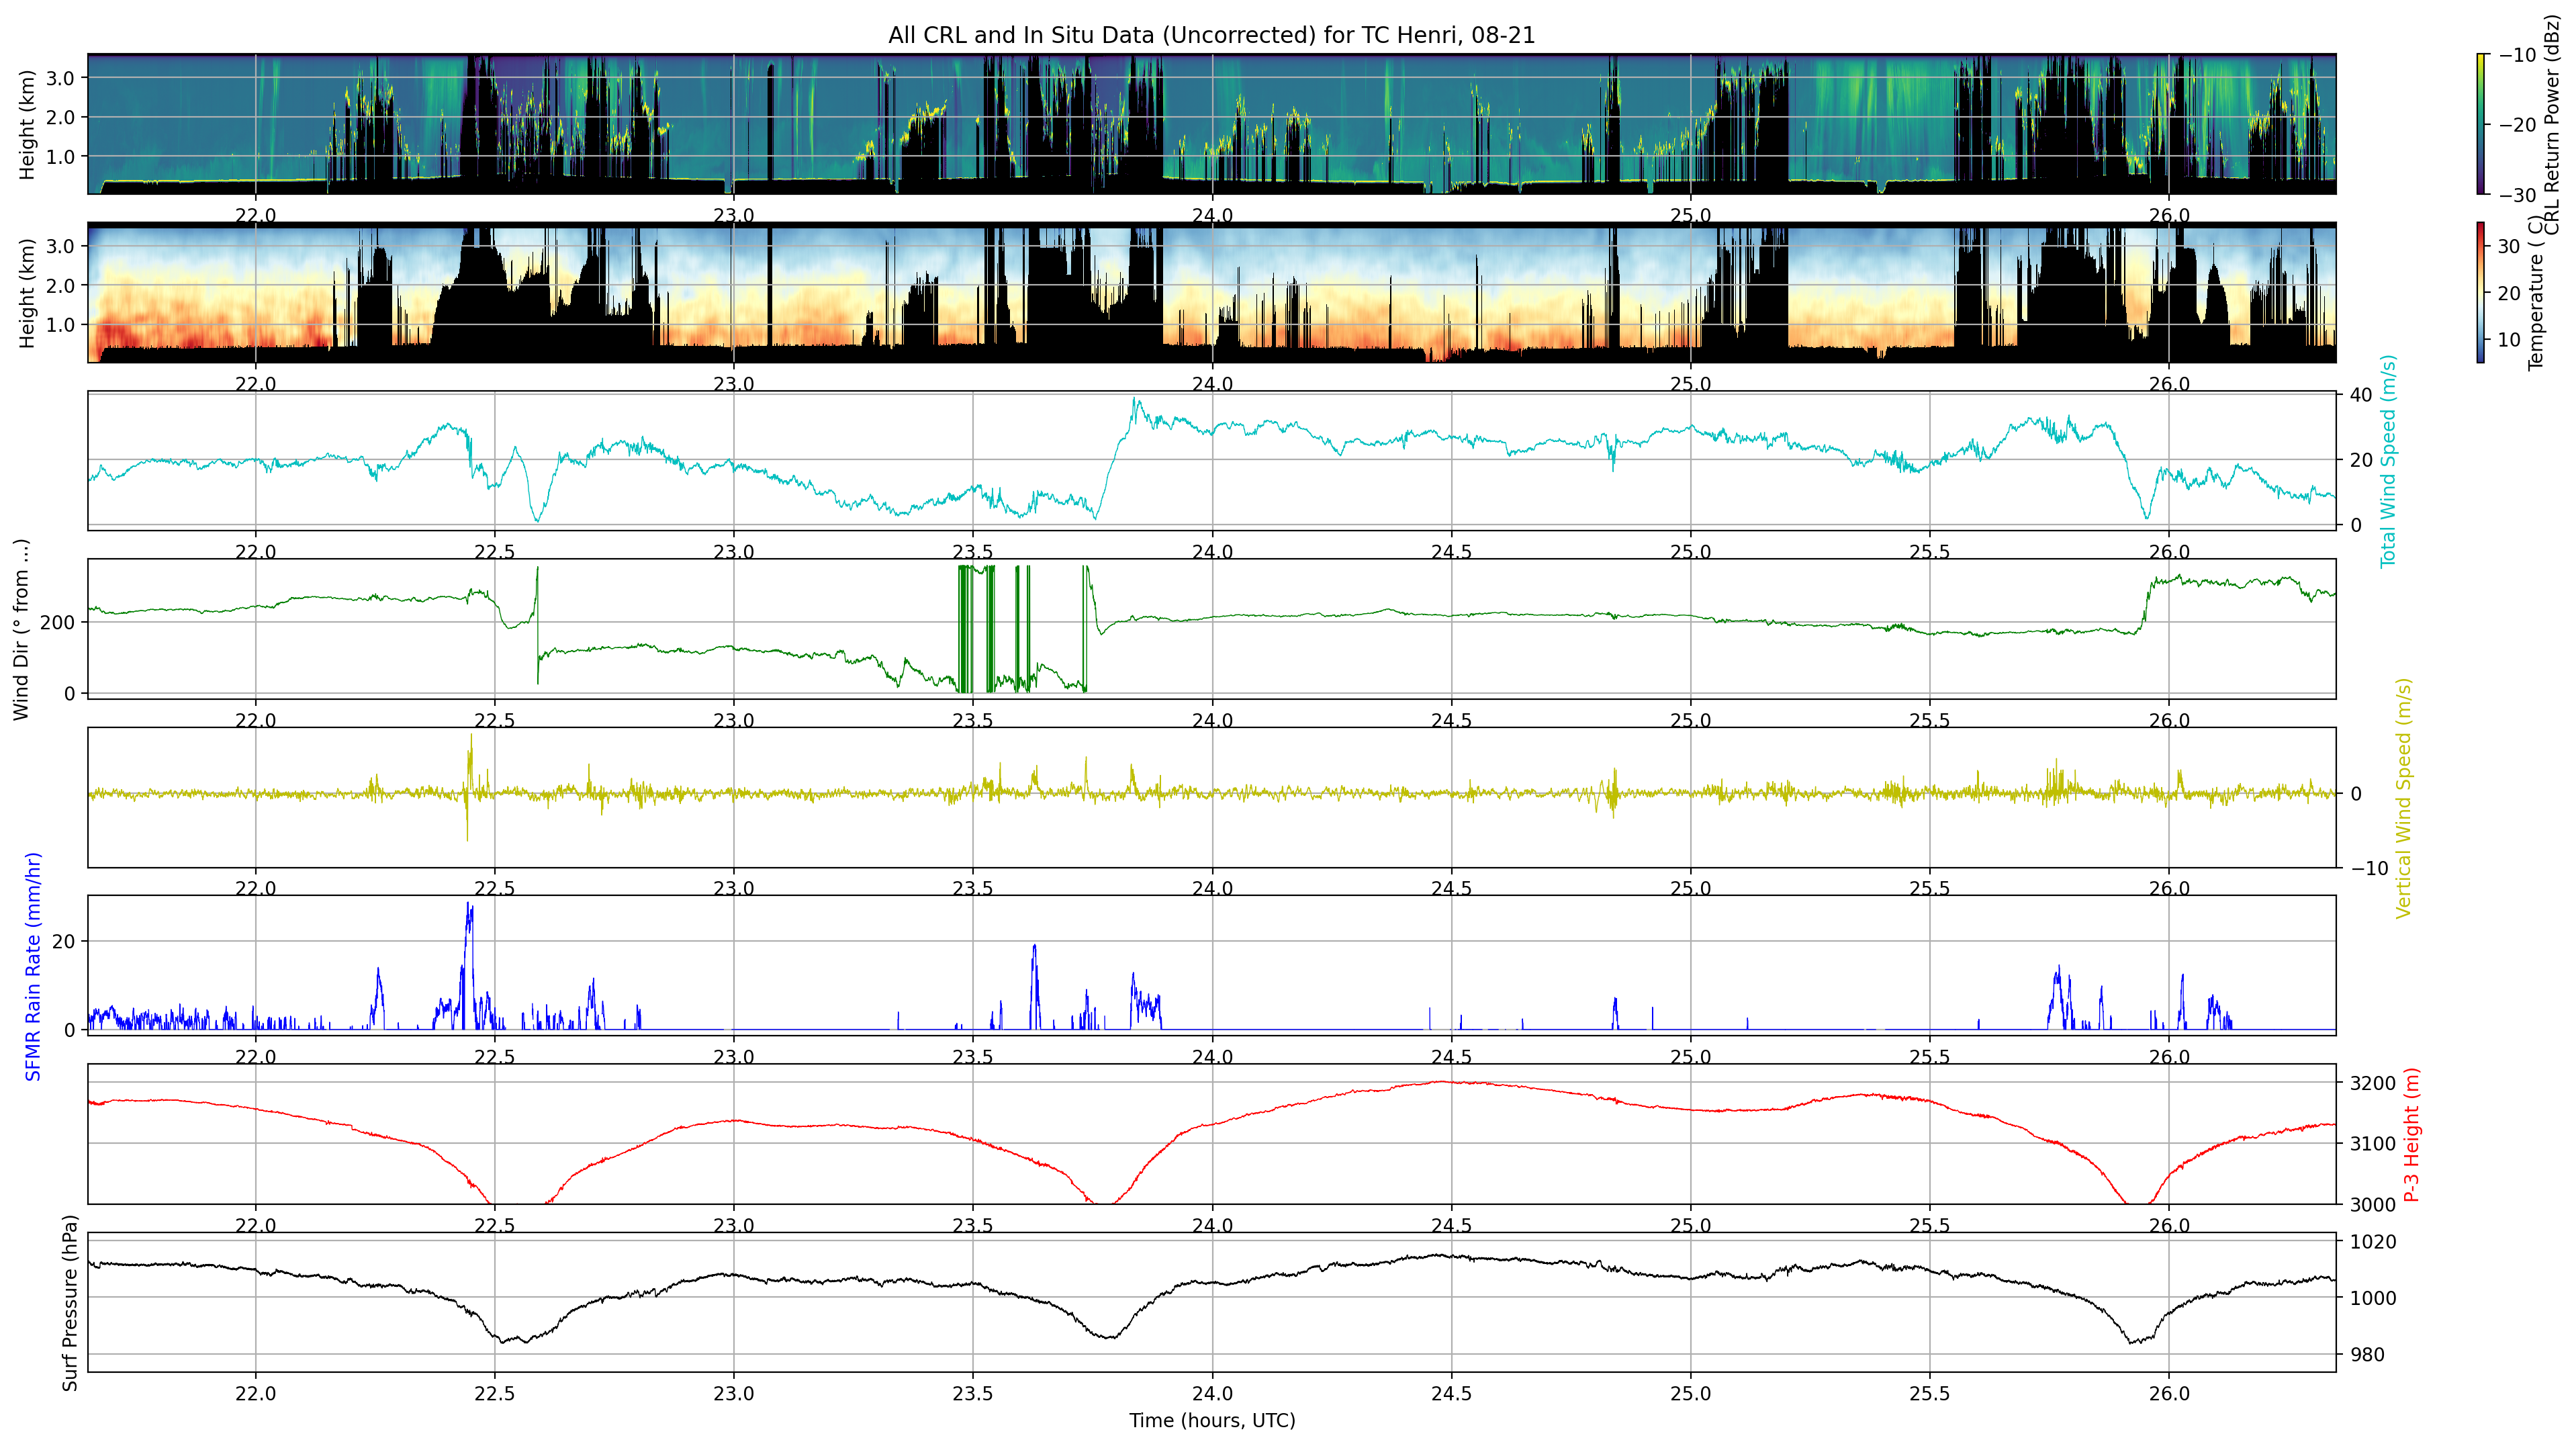 All CRL and In Situ Data (Uncorrected) for TC Henri, 08-21
Height (km)
3.0
2.0
1.0
22.0 23.0 24.0 25.0 26.0
−10
−20
−30
CRL Return Power (dBz)
Height (km)
3.0
2.0
1.0
22.0 23.0 24.0 25.0 26.0
30
20
10
Temperature ( C)
40
20
0
Total Wind Speed (m/s)
22.0 22.5 23.0 23.5 24.0 24.5 25.0 25.5 26.0
Wind Dir (° from ...)
200
0
22.0 22.5 23.0 23.5 24.0 24.5 25.0 25.5 26.0
0
−10
Vertical Wind Speed (m/s)
22.0 22.5 23.0 23.5 24.0 24.5 25.0 25.5 26.0
SFMR Rain Rate (mm/hr)
20
0
22.0 22.5 23.0 23.5 24.0 24.5 25.0 25.5 26.0
3200
3100
3000
P-3 Height (m)
22.0 22.5 23.0 23.5 24.0 24.5 25.0 25.5 26.0
Surf Pressure (hPa)
1020
1000
980
22.0 22.5 23.0 23.5 24.0 24.5 25.0 25.5 26.0
Time (hours, UTC)